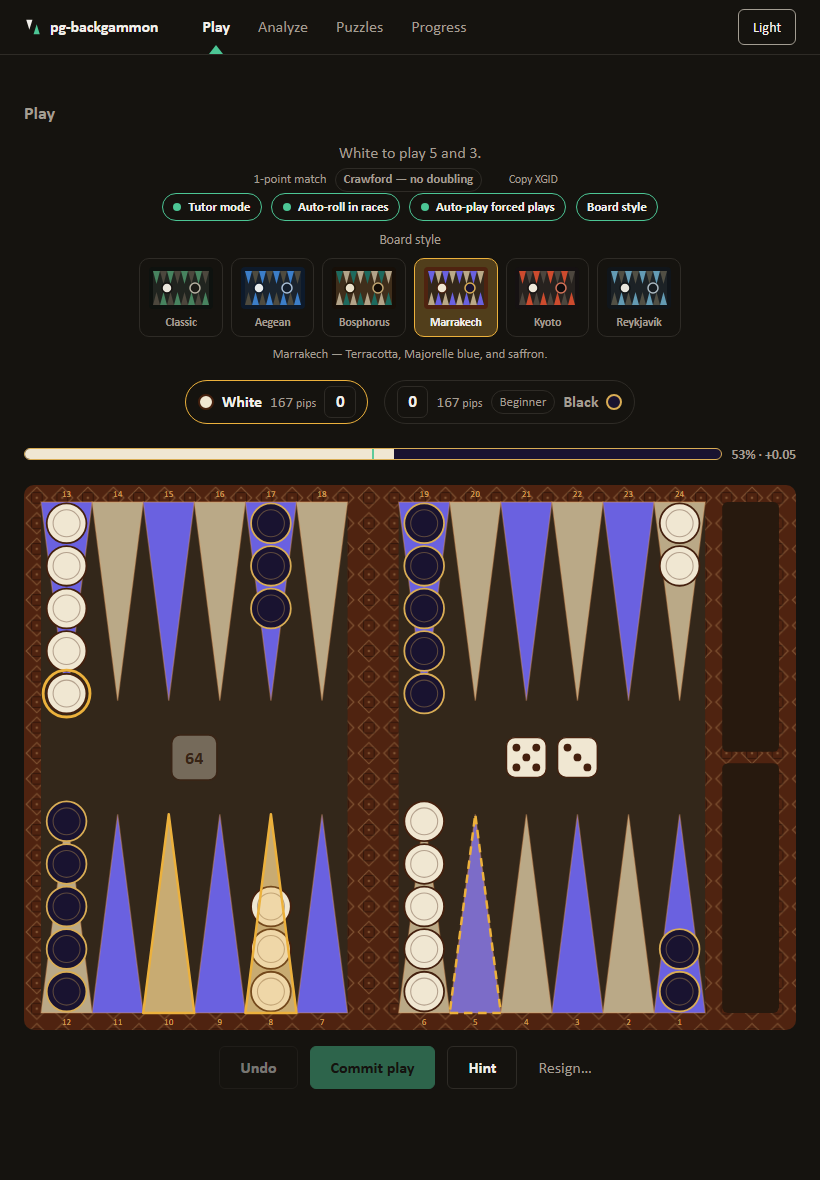 pg-backgammon Play Analyze Puzzles Progress Light
Play
White to play 5 and 3.
1-point match Crawford — no doubling Copy XGID
Tutor mode Auto-roll in races Auto-play forced plays Board style
Board style
Classic Aegean Bosphorus Marrakech Kyoto Reykjavík
Marrakech — Terracotta, Majorelle blue, and saffron.
White 167 pips 0 0 167 pips Beginner Black
53% · +0.05
13 14 15 16 17 18 19 20 21 22 23 24
64
12 11 10 9 8 7 6 5 4 3 2 1
Undo Commit play Hint Resign...